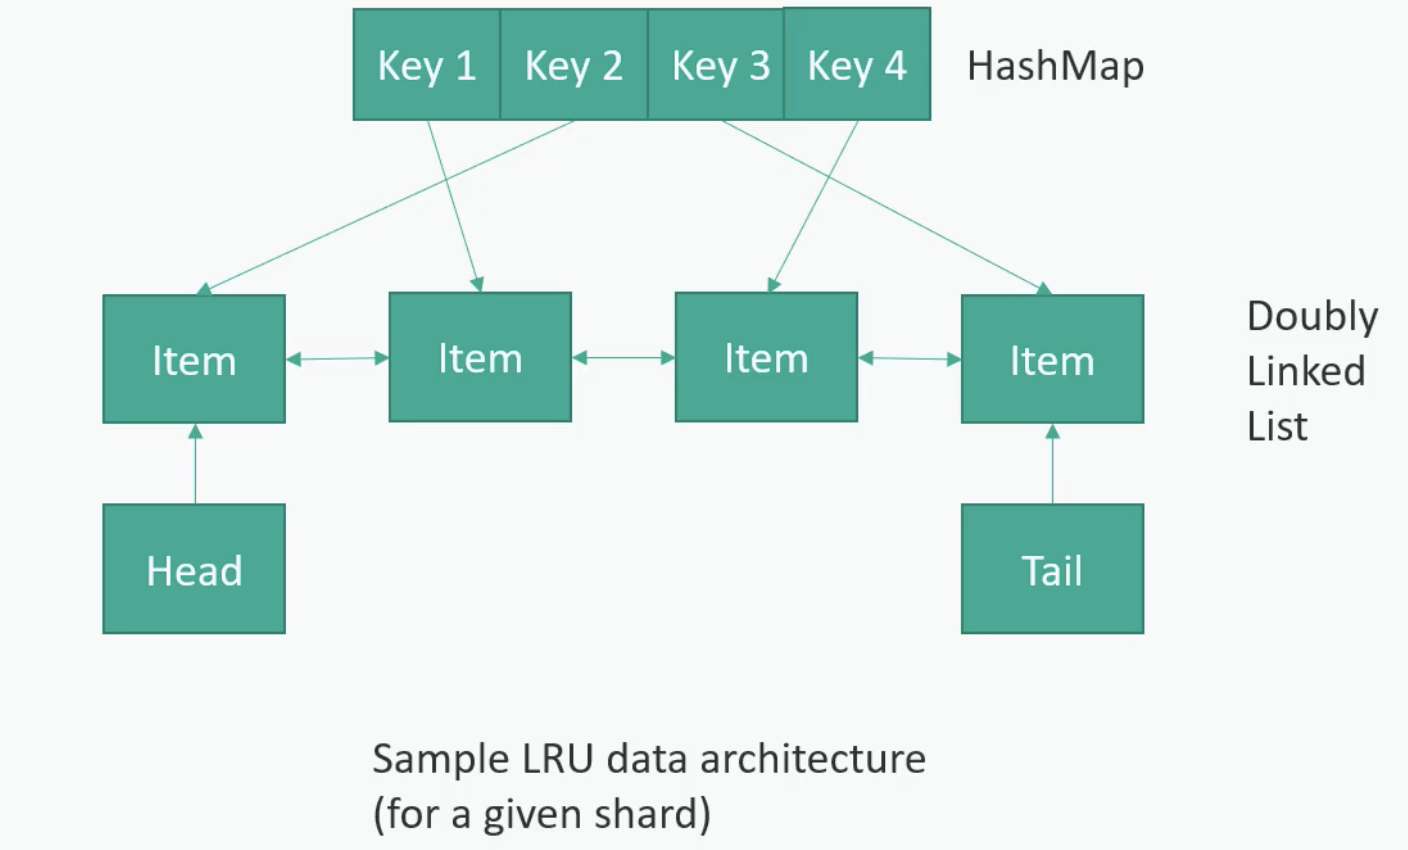 Key 1 Key 2 Key 3 Key 4 HashMap
Item Item Item Item
Doubly
Linked
List
Head Tail
Sample LRU data architecture
(for a given shard)